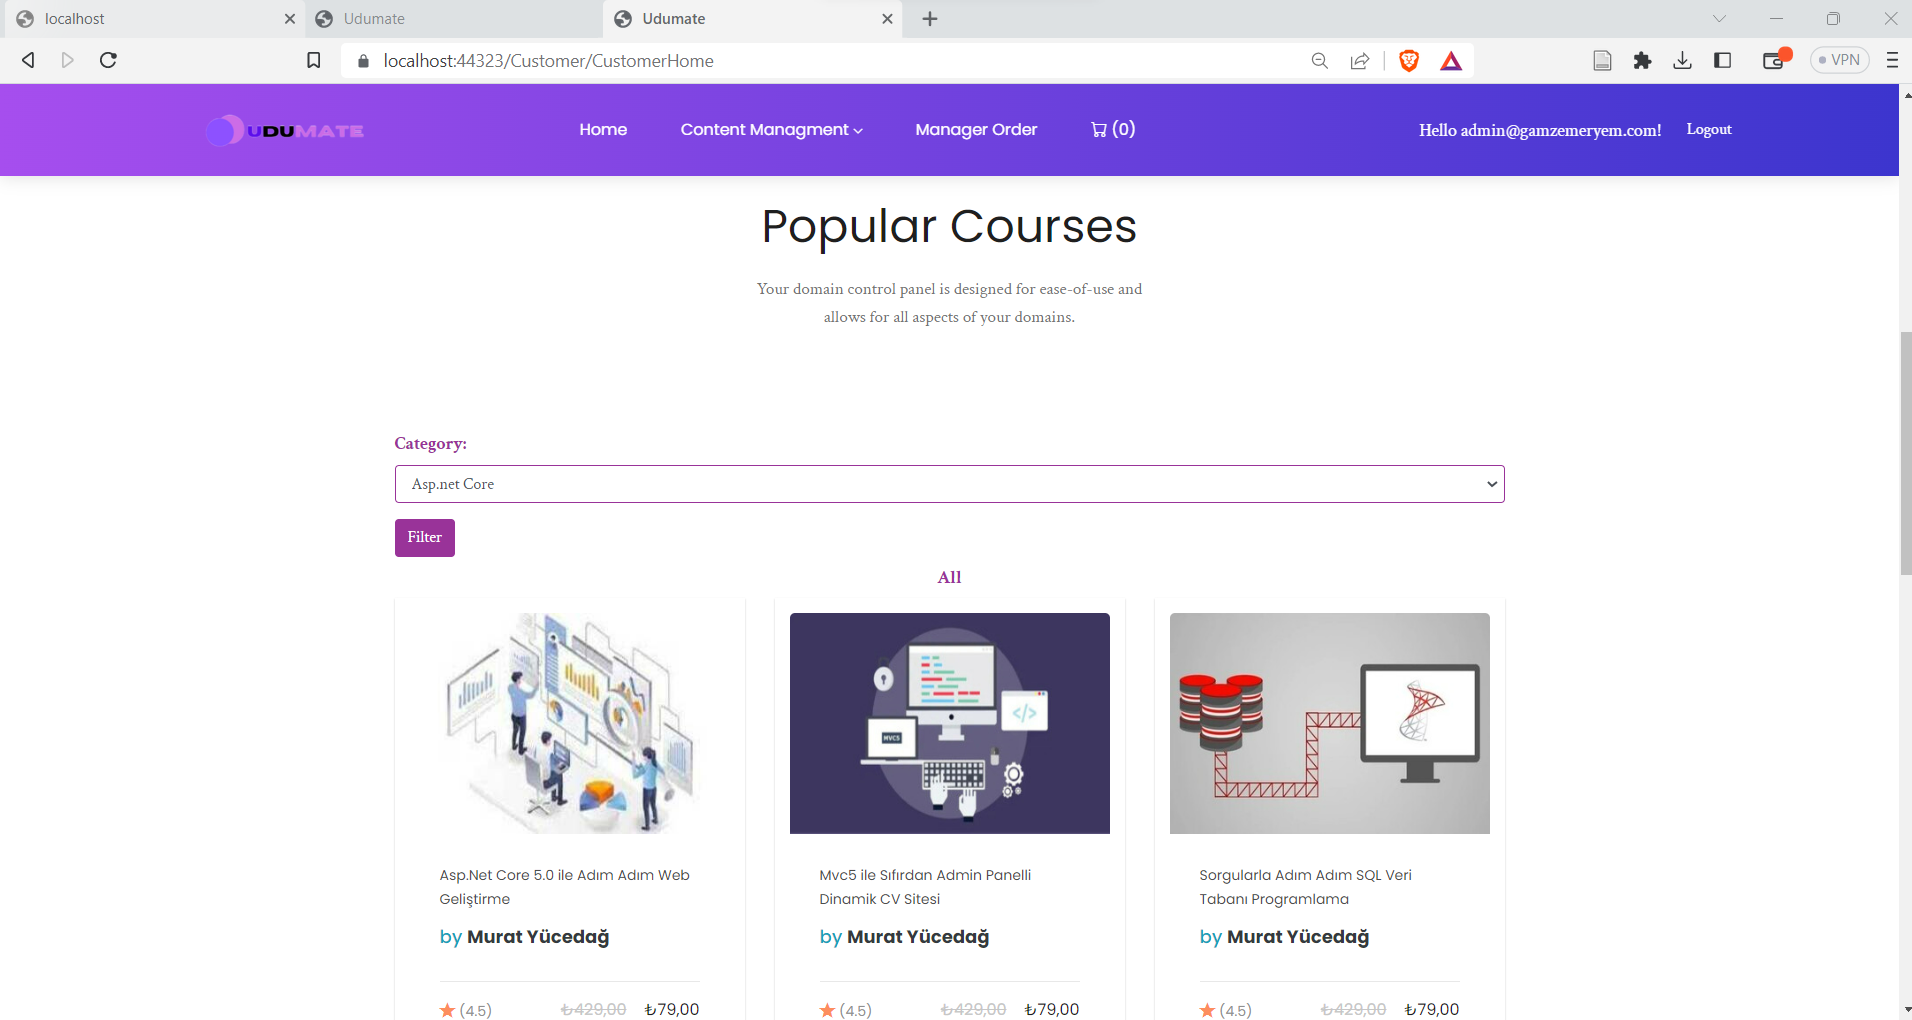 localhost
Udumate
Udumate
localhost:44323/Customer/CustomerHome
VPN
UDUMATE
Home
Content Managment
Manager Order
(0)
Hello admin@gamzemeryem.com!
Logout
Popular Courses
Your domain control panel is designed for ease-of-use and
allows for all aspects of your domains.
Category:
Asp.net Core
Filter
All
MVC5
</>
Asp.Net Core 5.0 ile Adım Adım Web
Geliştirme
by Murat Yücedağ
(4.5) ₺429,00 ₺79,00
Mvc5 ile Sıfırdan Admin Panelli
Dinamik CV Sitesi
by Murat Yücedağ
(4.5) ₺429,00 ₺79,00
Sorgularla Adım Adım SQL Veri
Tabanı Programlama
by Murat Yücedağ
(4.5) ₺429,00 ₺79,00